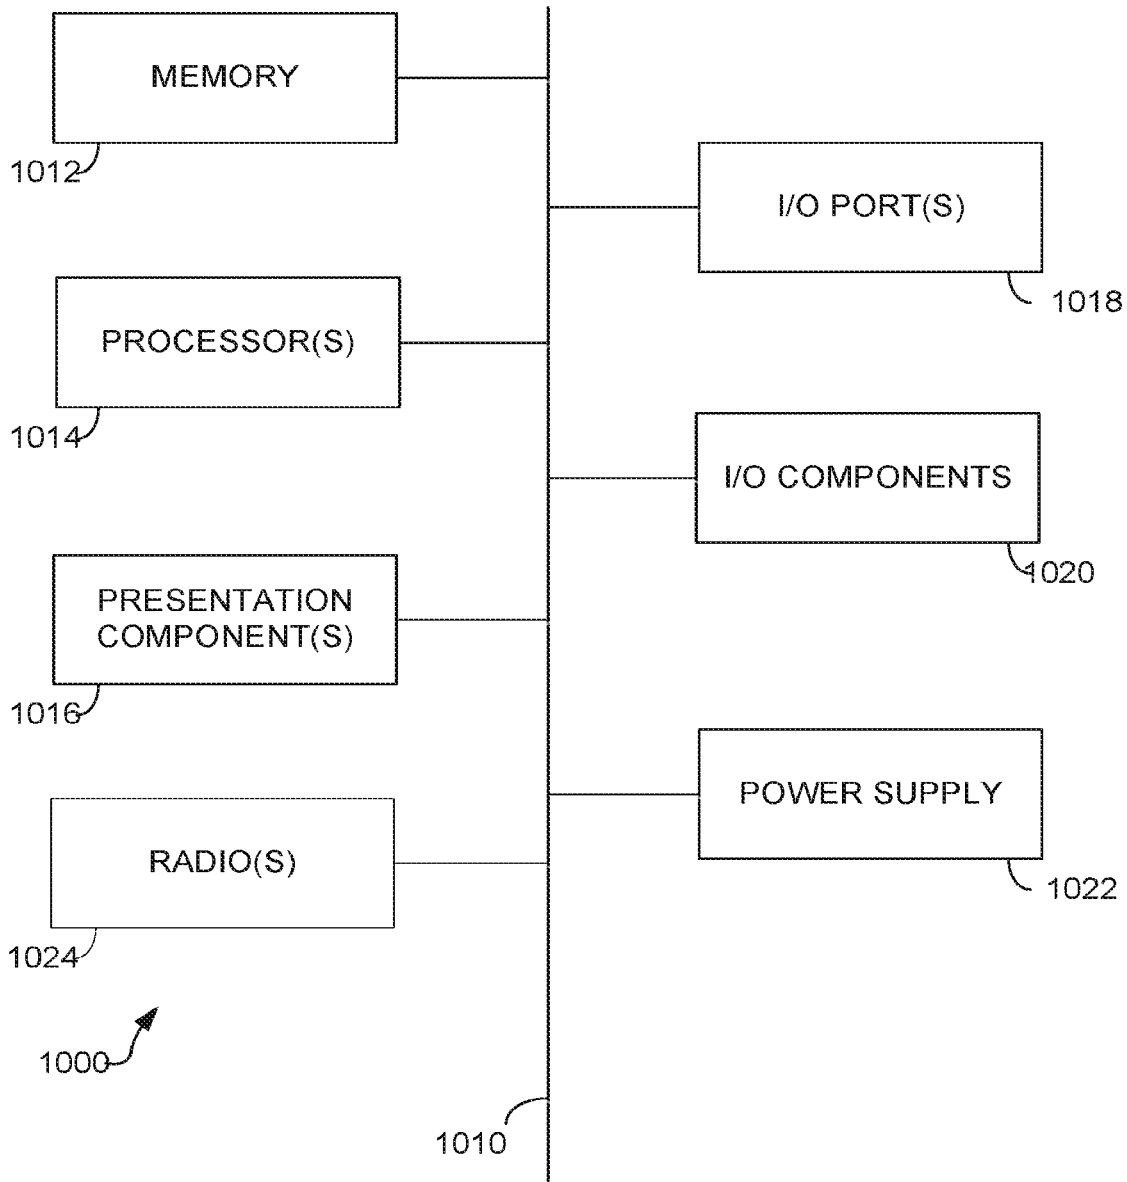 MEMORY
1012
I/O PORT(S)
1018
PROCESSOR(S)
1014
I/O COMPONENTS
1020
PRESENTATION
COMPONENT(S)
1016
POWER SUPPLY
1022
RADIO(S)
1024
1000
1010